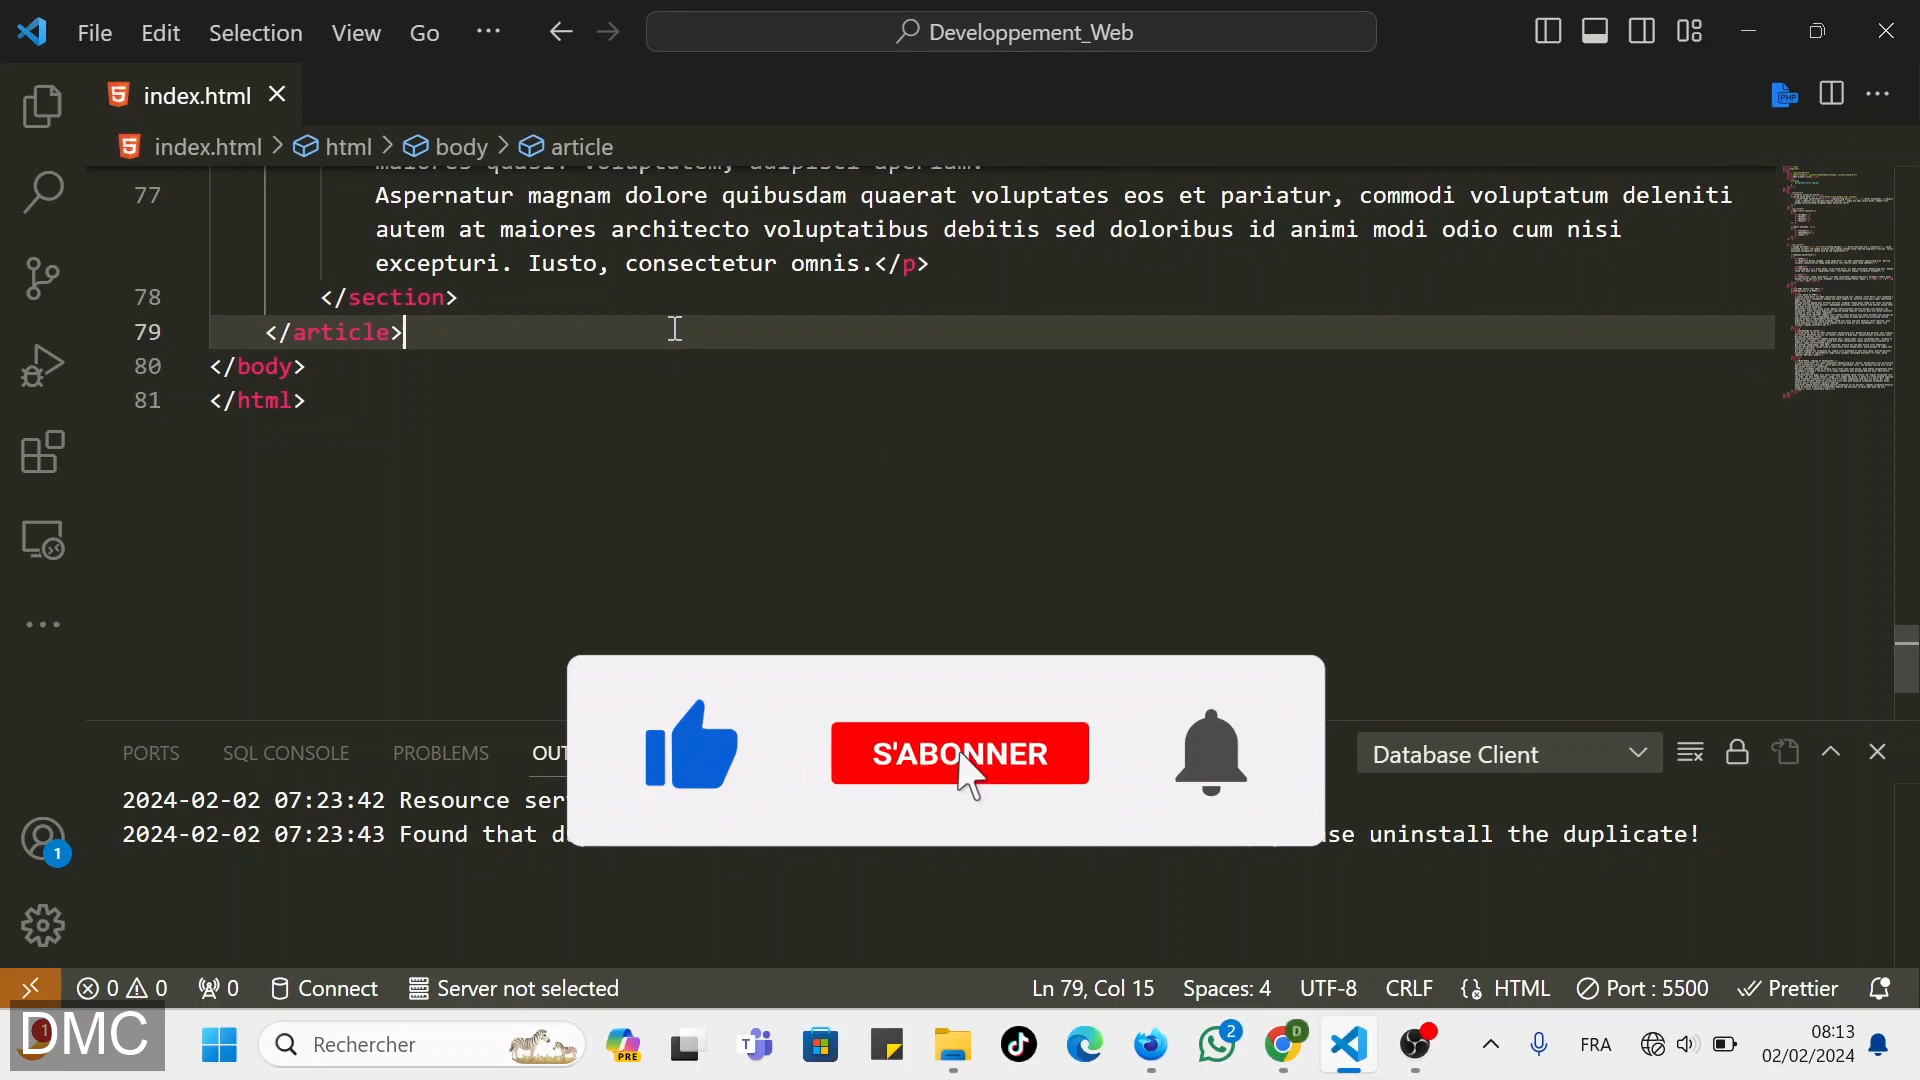 File Edit Selection View Go ··· Developpement_Web
index.html
index.html > html > body > article
77 Aspernatur magnam dolore quibusdam quaerat voluptates eos et pariatur, commodi voluptatum deleniti
autem at maiores architecto voluptatibus debitis sed doloribus id animi modi odio cum nisi
excepturi. Iusto, consectetur omnis.</p>
78 </section>
79 </article>
80 </body>
81 </html>
S'ABONNER
PORTS SQL CONSOLE PROBLEMS Database Client
2024-02-02 07:23:42 Resource
2024-02-02 07:23:43 Found that uninstall the duplicate!
1
0 0 0 Connect Server not selected Ln 79, Col 15 Spaces: 4 UTF-8 CRLF HTML Port : 5500 Prettier
DMC
1
Rechercher
PRE
2
D
FRA
08:13
02/02/2024